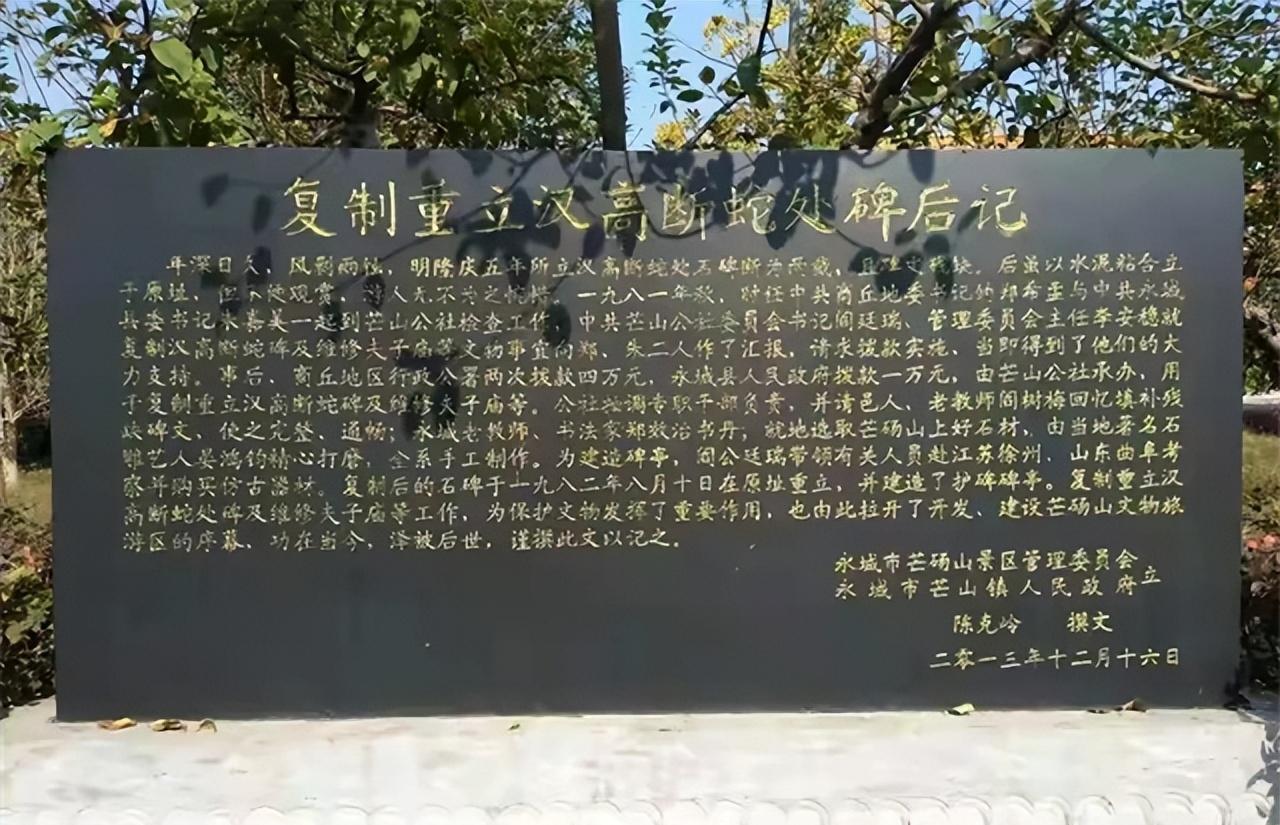 复制重立汉高断蛇处碑后记
年深日久，风剥雨蚀，明隆庆五年所立汉高断蛇处石碑断为两截，且碑文残缺。后虽以水泥粘合立
于原址，但不便观赏，游人无不为之惋惜。一九八一年秋，时任中共商丘地委书记的郑希圣与中共永城
县委书记朱嘉美一起到芒山公社检查工作，中共芒山公社委员会书记阎廷瑞、管理委员会主任李安稳就
复制汉高断蛇碑及维修夫子庙等文物事宜向郑、朱二人作了汇报，请求拨款实施，当即得到了他们的大
力支持。事后，商丘地区行政公署两次拨款四万元，永城县人民政府拨款一万元，由芒山公社承办，用
于复制重立汉高断蛇碑及维修夫子庙等。公社抽调专职干部负责，并请邑人、老教师阎树梅回忆填补残
缺碑文，使之完整、通畅；永城老教师、书法家郑效治书丹；就地选取芒砀山上好石材，由当地著名石
雕艺人晏鸿钧精心打磨，全系手工制作。为建造碑亭，阎公廷瑞带领有关人员赴江苏徐州、山东曲阜考
察并购买仿古器材。复制后的石碑于一九八二年八月十日在原址重立，并建造了护碑碑亭。复制重立汉
高断蛇处碑及维修夫子庙等工作，为保护文物发挥了重要作用，也由此拉开了开发、建设芒砀山文物旅
游区的序幕，功在当今，泽被后世，谨撰此文以记之。
永城市芒砀山景区管理委员会
永城市芒山镇人民政府立
陈克岭 撰文
二零一三年十二月十六日